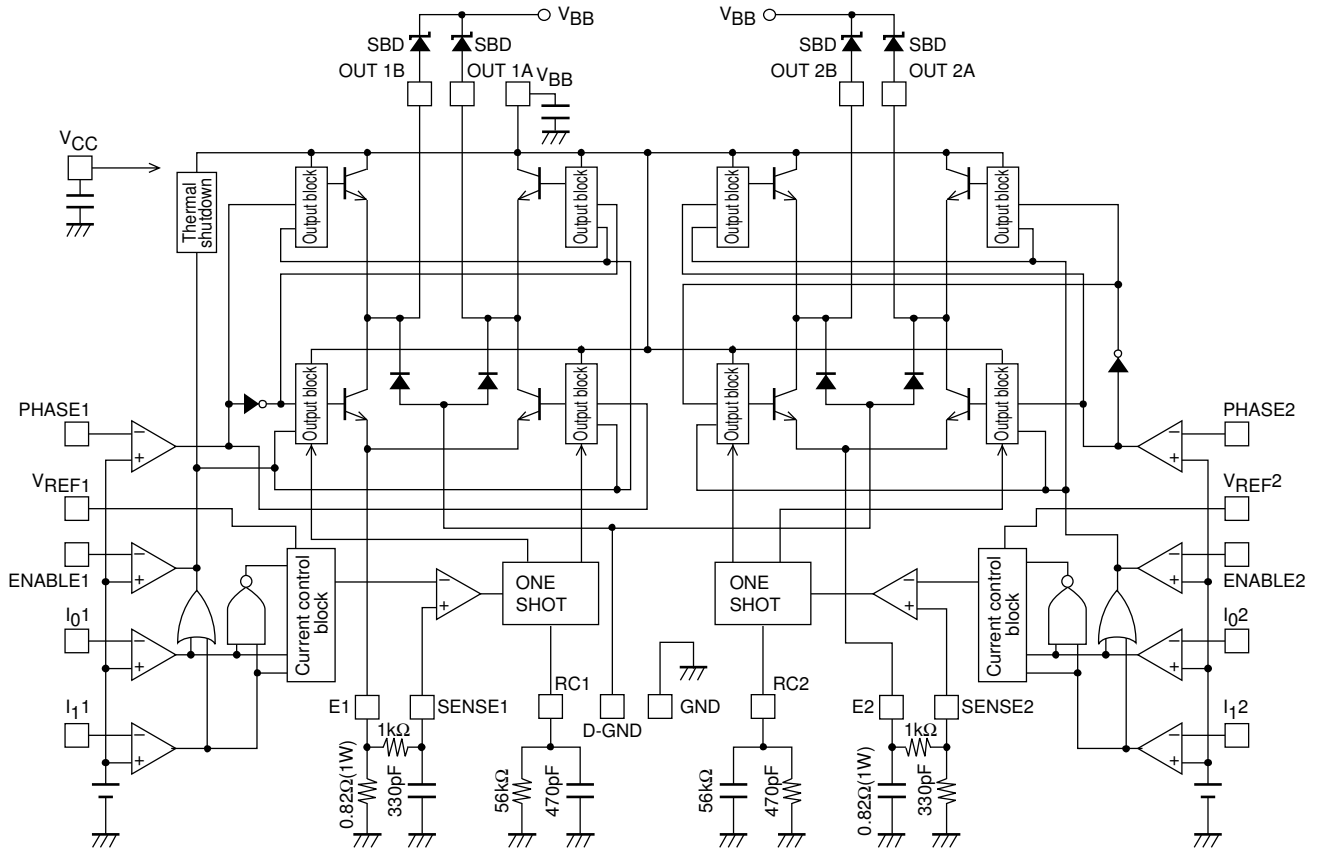 VBB
VBB
SBD
SBD
SBD
SBD
OUT 1B
OUT 1A
VBB
OUT 2B
OUT 2A
VCC
Thermal shutdown
Output block
Output block
Output block
Output block
Output block
Output block
Output block
Output block
PHASE1
PHASE2
VREF1
VREF2
ENABLE1
ENABLE2
Current control block
ONE SHOT
ONE SHOT
Current control block
I01
I02
I11
I12
E1
SENSE1
RC1
D-GND
GND
RC2
E2
SENSE2
1kΩ
1kΩ
0.82Ω(1W)
330pF
56kΩ
470pF
56kΩ
470pF
0.82Ω(1W)
330pF